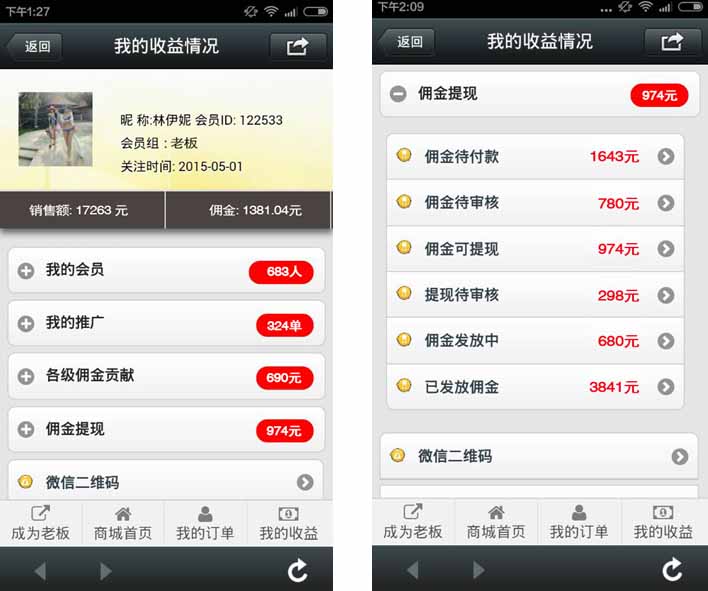 下午1:27
返回
我的收益情况
昵 称:林伊妮 会员ID: 122533
会员组 : 老板
关注时间: 2015-05-01
销售额: 17263 元
佣金: 1381.04元
我的会员
683人
我的推广
324单
各级佣金贡献
690元
佣金提现
974元
微信二维码
成为老板
商城首页
我的订单
我的收益
下午2:09
返回
我的收益情况
佣金提现
974元
佣金待付款
1643元
佣金待审核
780元
佣金可提现
974元
提现待审核
298元
佣金发放中
680元
已发放佣金
3841元
微信二维码
成为老板
商城首页
我的订单
我的收益